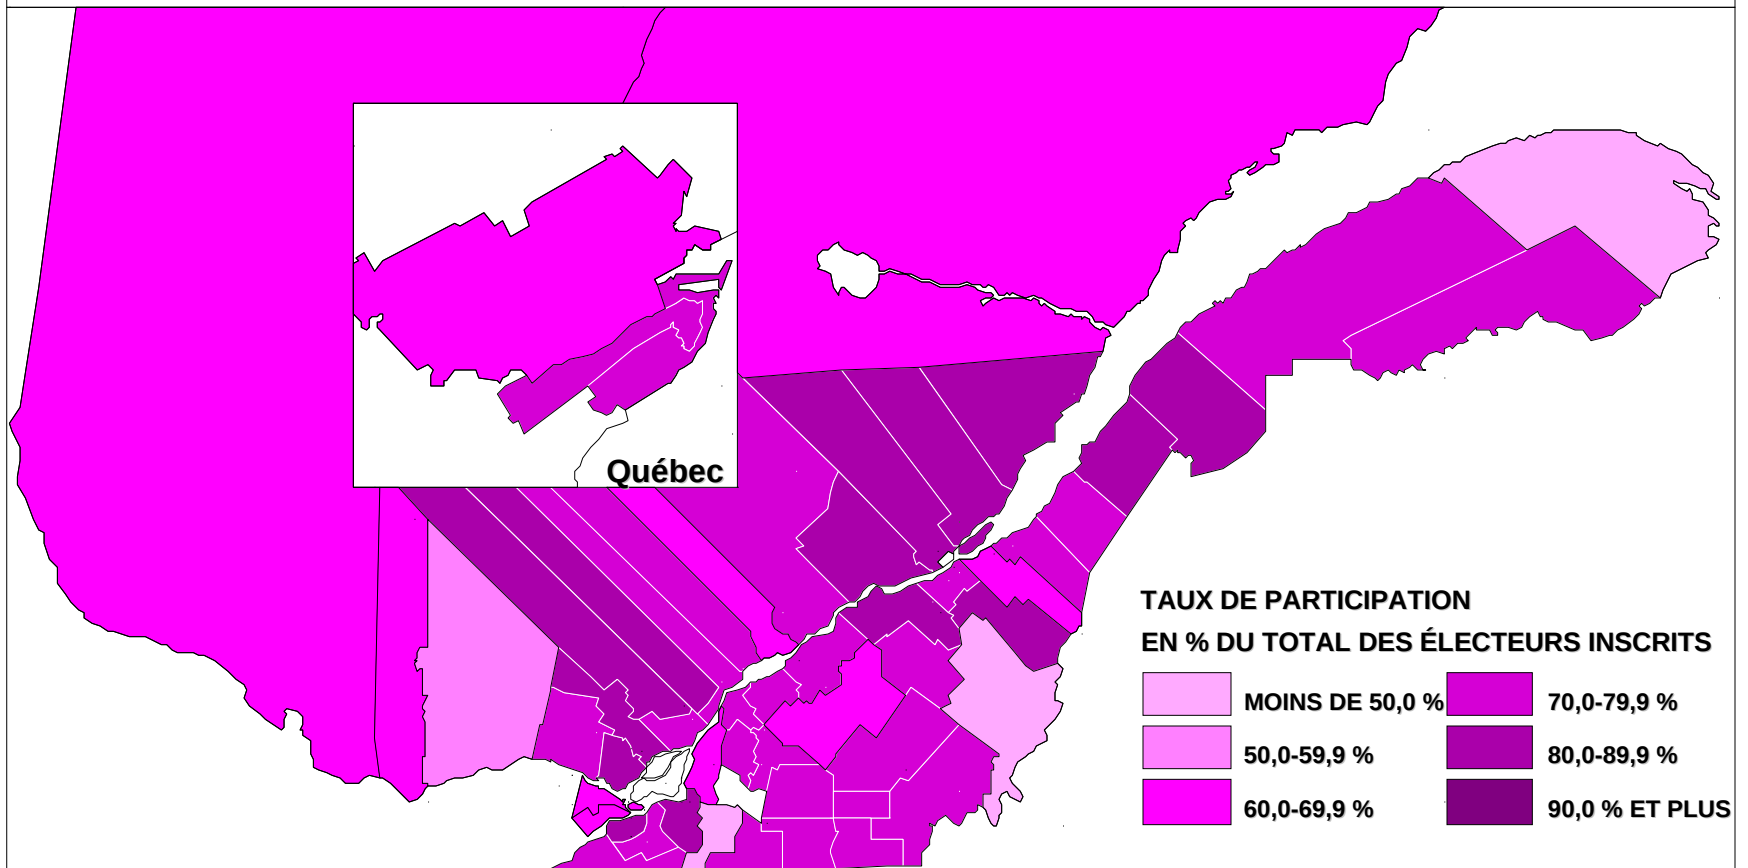 Québec
TAUX DE PARTICIPATION
EN % DU TOTAL DES ÉLECTEURS INSCRITS
MOINS DE 50,0 %
50,0-59,9 %
60,0-69,9 %
70,0-79,9 %
80,0-89,9 %
90,0 % ET PLUS